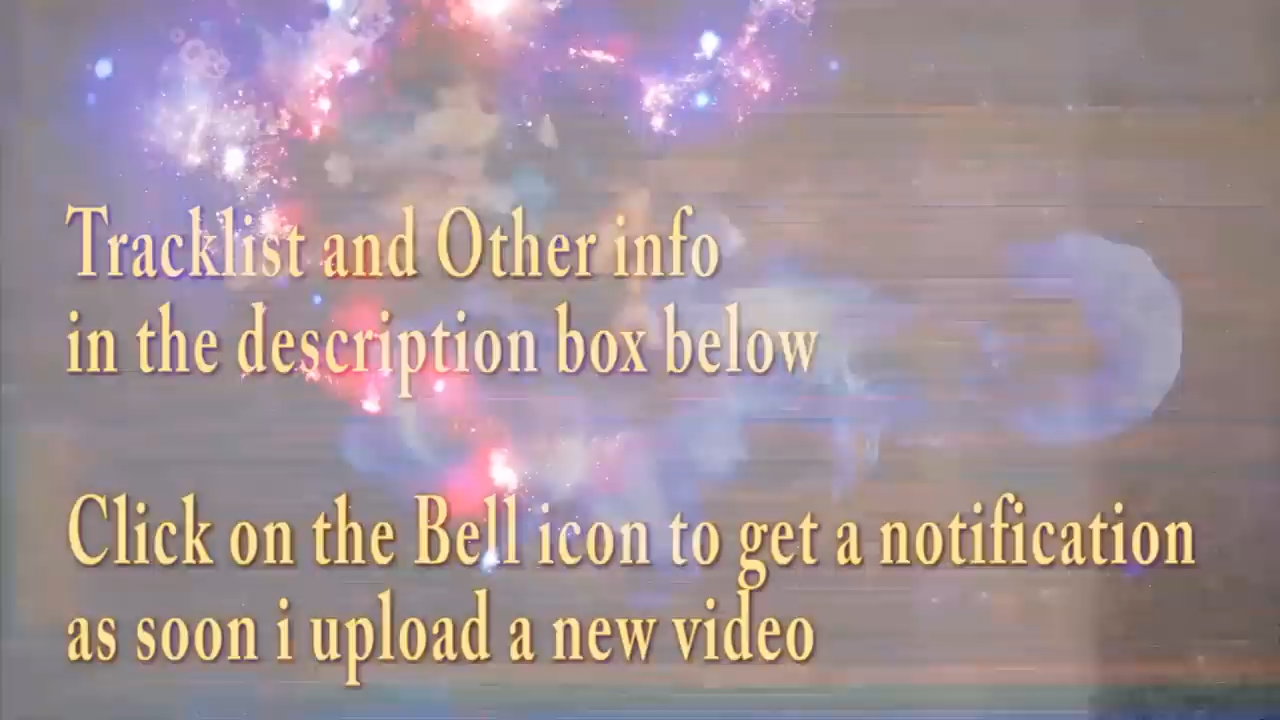 Tracklist and Other info
in the description box below
Click on the Bell icon to get a notification
as soon i upload a new video